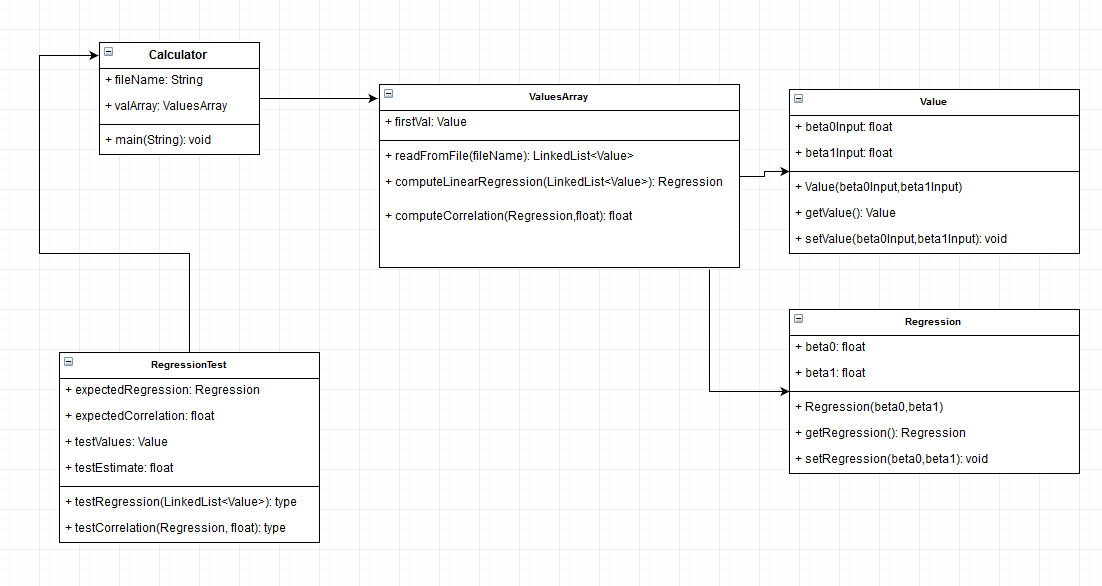 Calculator
+ fileName: String
+ valArray: ValuesArray
+ main(String): void
ValuesArray
+ firstVal: Value
+ readFromFile(fileName): LinkedList<Value>
+ computeLinearRegression(LinkedList<Value>): Regression
+ computeCorrelation(Regression,float): float
Value
+ beta0Input: float
+ beta1Input: float
+ Value(beta0Input,beta1Input)
+ getValue(): Value
+ setValue(beta0Input,beta1Input): void
Regression
+ beta0: float
+ beta1: float
+ Regression(beta0,beta1)
+ getRegression(): Regression
+ setRegression(beta0,beta1): void
RegressionTest
+ expectedRegression: Regression
+ expectedCorrelation: float
+ testValues: Value
+ testEstimate: float
+ testRegression(LinkedList<Value>): type
+ testCorrelation(Regression, float): type